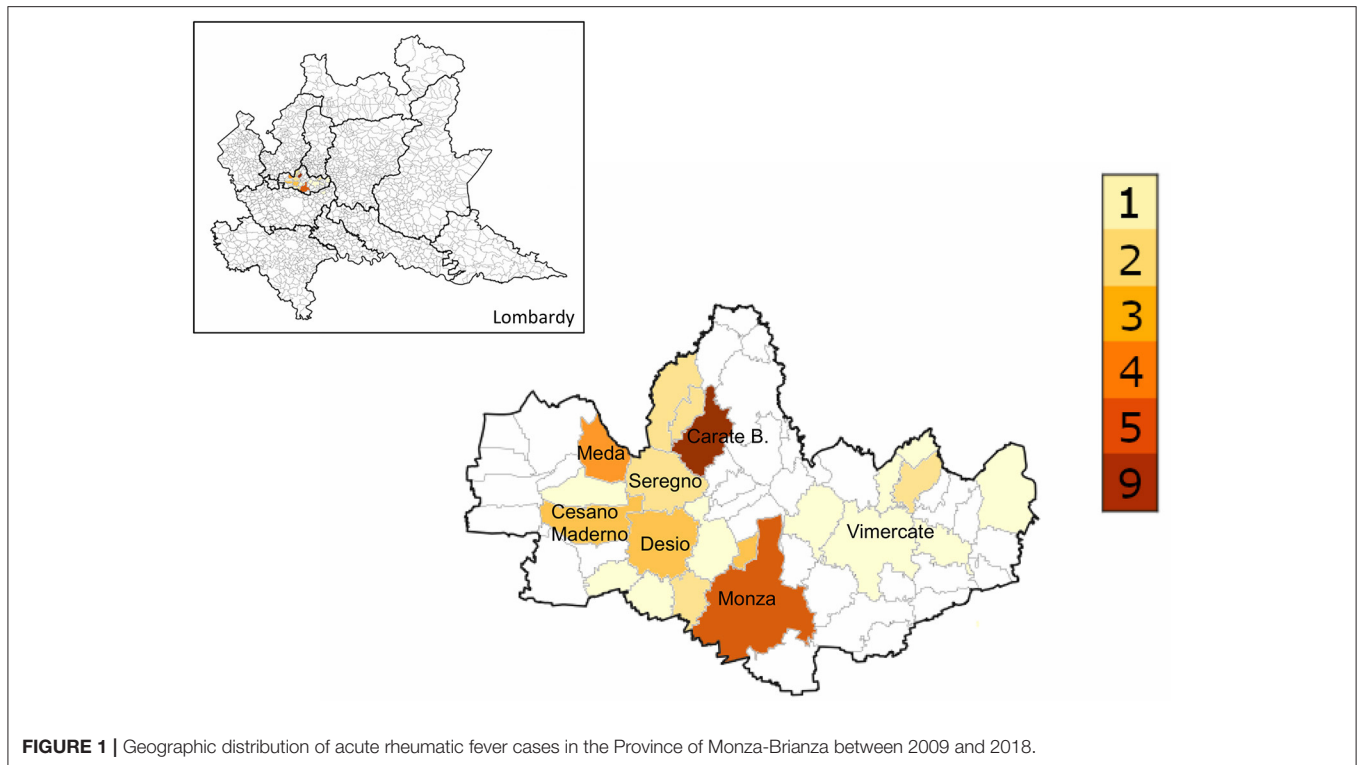 Lombardy
1
2
3
4
5
9
Carate B.
Meda
Seregno
Cesano
Maderno
Desio
Vimercate
Monza
FIGURE 1 | Geographic distribution of acute rheumatic fever cases in the Province of Monza-Brianza between 2009 and 2018.